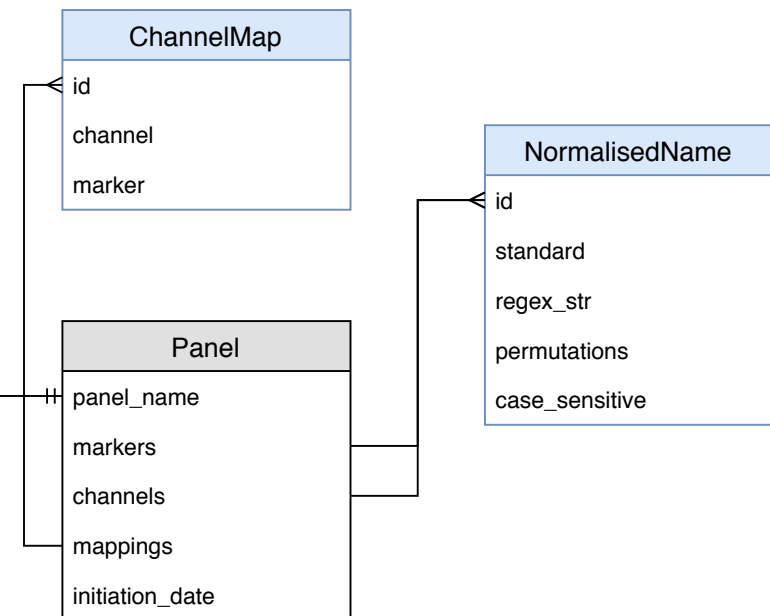 ChannelMap
id
channel
marker
NormalisedName
id
standard
regex_str
permutations
case_sensitive
Panel
panel_name
markers
channels
mappings
initiation_date